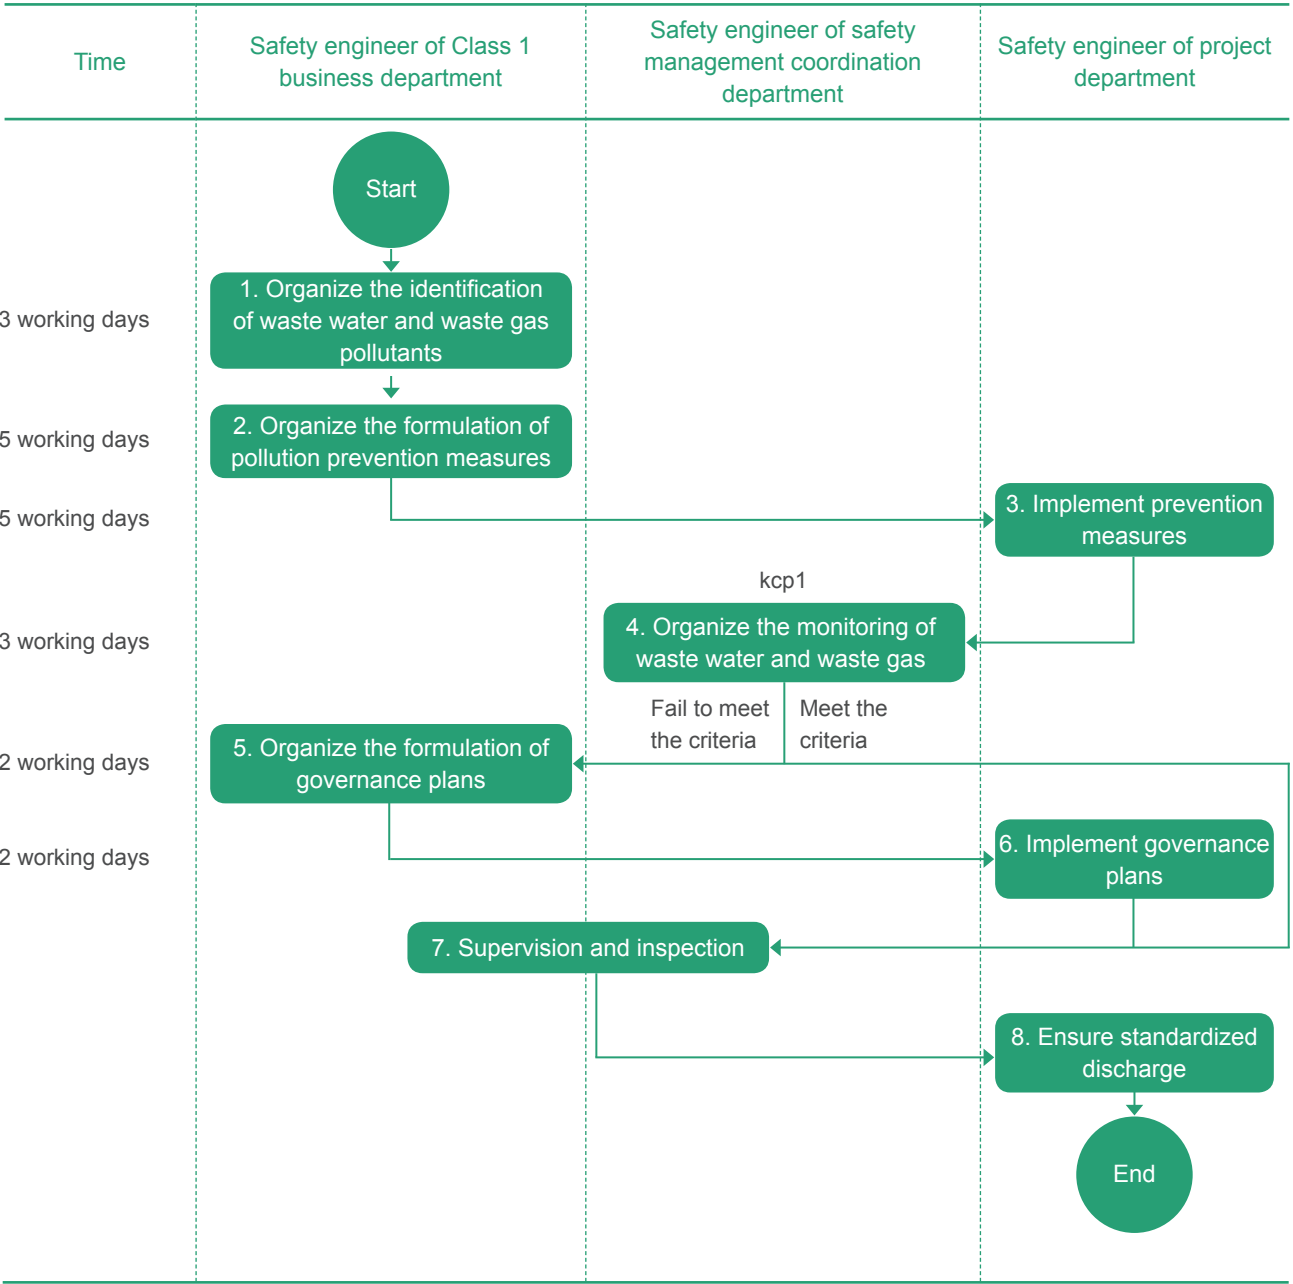 Time
Safety engineer of Class 1
business department
Safety engineer of safety
management coordination
department
Safety engineer of project
department
Start
3 working days
1. Organize the identification
of waste water and waste gas
pollutants
5 working days
2. Organize the formulation of
pollution prevention measures
5 working days
3. Implement prevention
measures
kcp1
3 working days
4. Organize the monitoring of
waste water and waste gas
Fail to meet
the criteria
Meet the
criteria
2 working days
5. Organize the formulation of
governance plans
2 working days
6. Implement governance
plans
7. Supervision and inspection
8. Ensure standardized
discharge
End